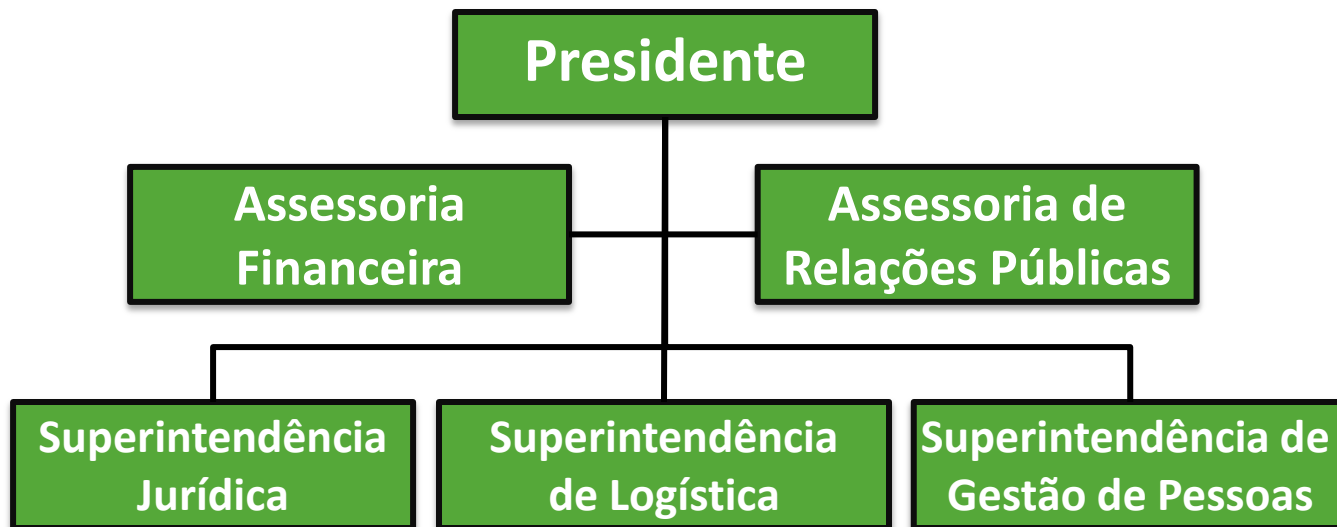 Presidente
Assessoria
Financeira
Assessoria de
Relações Públicas
Superintendência
Jurídica
Superintendência
de Logística
Superintendência de
Gestão de Pessoas